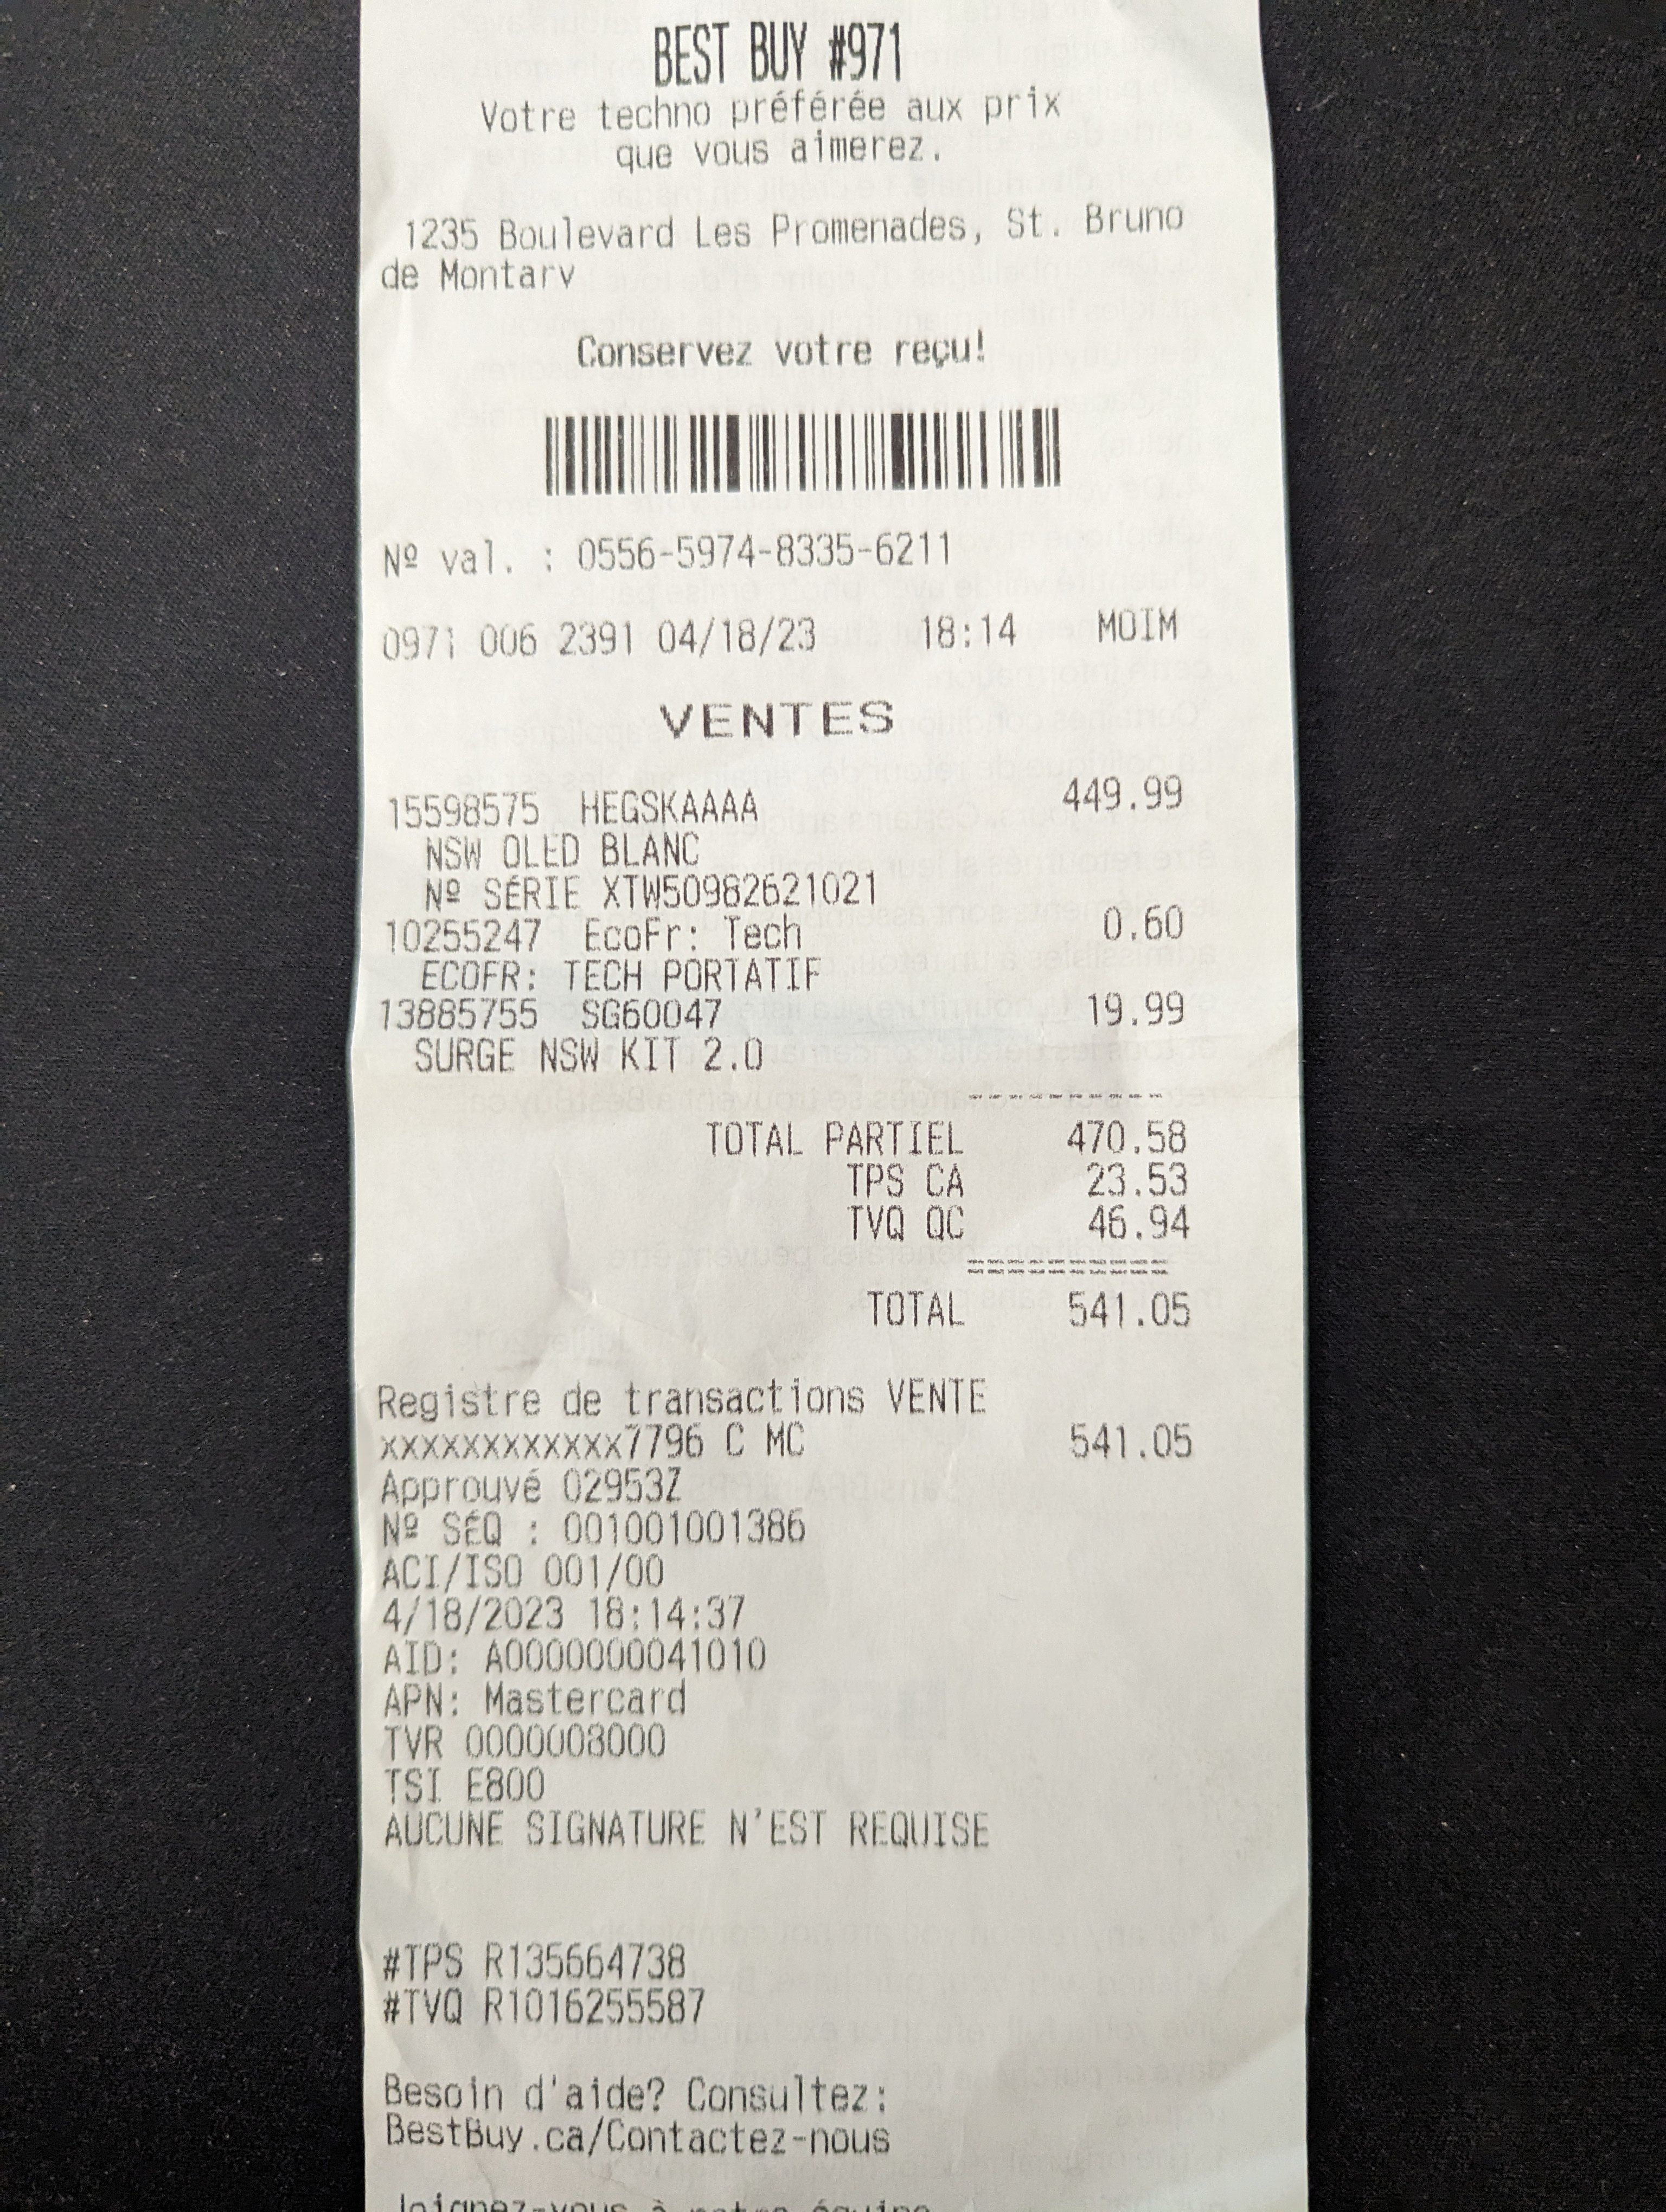 BEST BUY #971
Votre techno préférée aux prix
que vous aimerez.
1235 Boulevard Les Promenades, St. Bruno
de Montarv
Conservez votre reçu!
Nº val. : 0556-5974-8335-6211
0971 006 2391 04/18/23 18:14 MOIM
VENTES
15598575 HEGSKAAAA 449.99
NSW OLED BLANC
Nº SÉRIE XTW50982621021
10255247 EcoFr: Tech 0.60
ECOFR: TECH PORTATIF
13885755 SG60047 19.99
SURGE NSW KIT 2.0
TOTAL PARTIEL 470.58
TPS CA 23.53
TVQ QC 46.94
TOTAL 541.05
Registre de transactions VENTE
xxxxxxxxxxxx7796 C MC 541.05
Approuvé 02953Z
Nº SÉQ : 001001001386
ACI/ISO 001/00
4/18/2023 18:14:37
AID: A0000000041010
APN: Mastercard
TVR 0000008000
TSI E800
AUCUNE SIGNATURE N'EST REQUISE
#TPS R135664738
#TVQ R1016255587
Besoin d'aide? Consultez:
BestBuy.ca/Contactez-nous
Joignez-vous à notre équipe